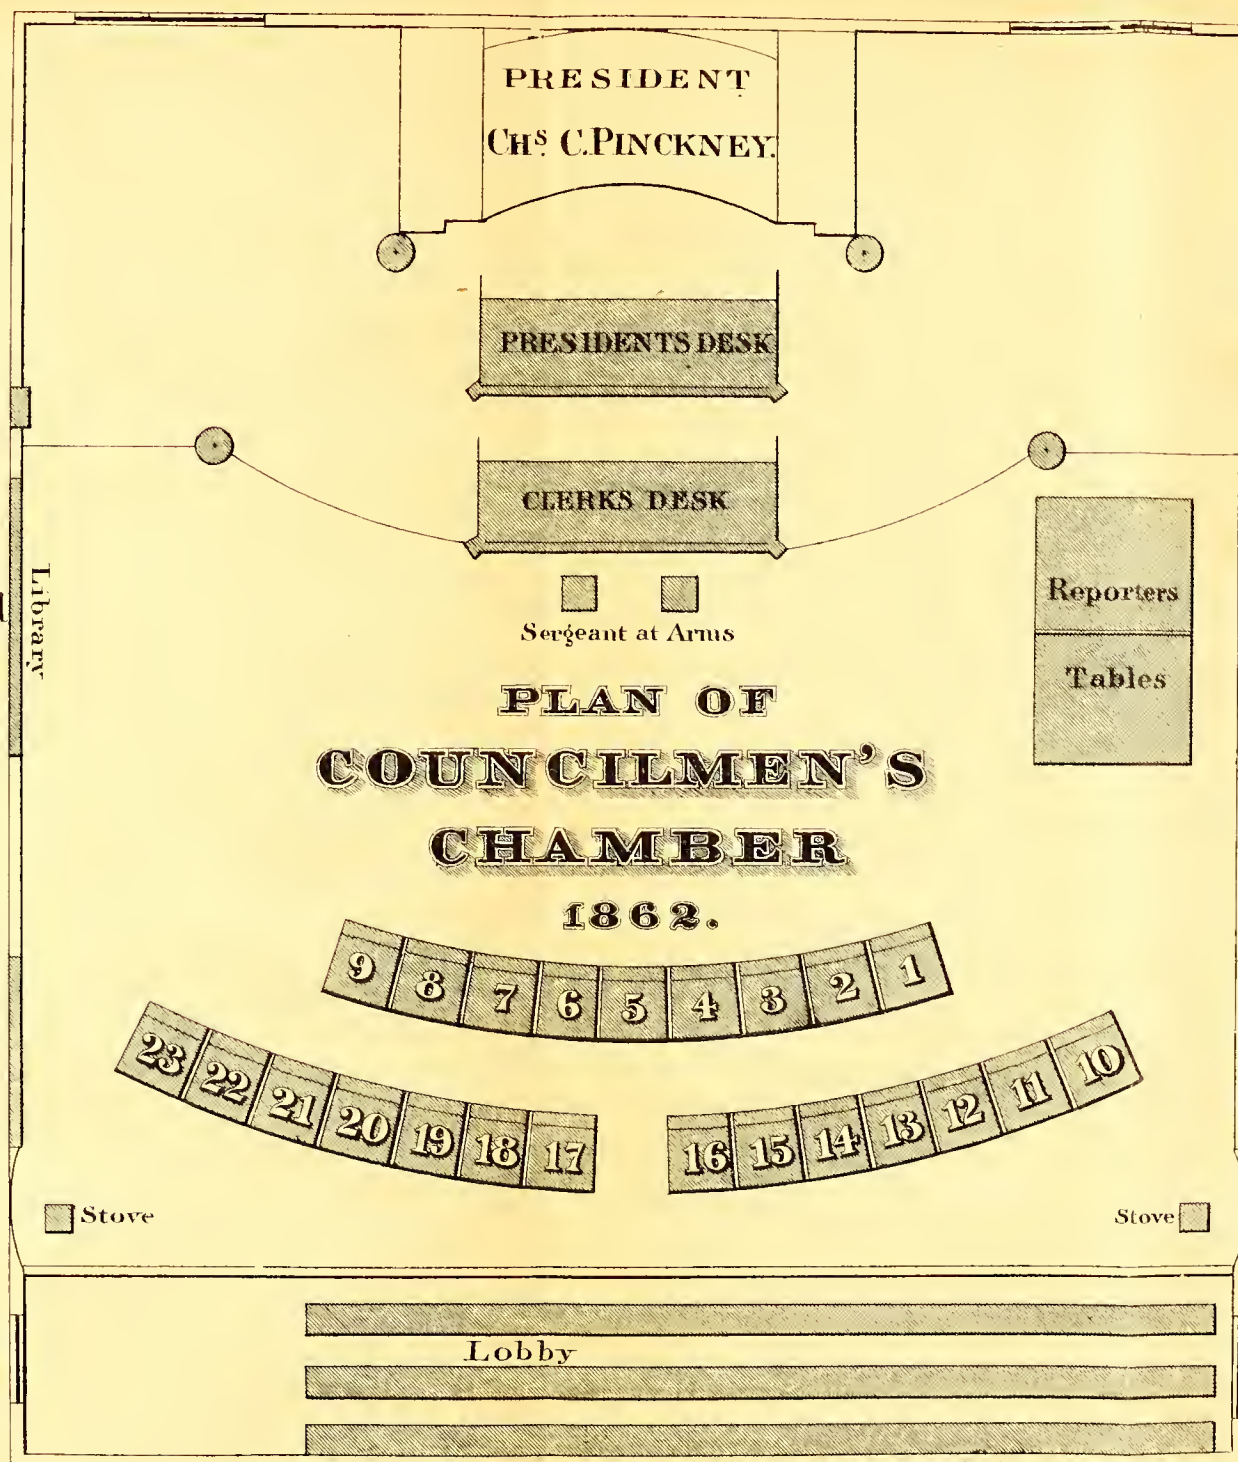 PRESIDENT
CHS. C. PINCKNEY.
PRESIDENTS DESK
CLERKS DESK
Library
Reporters
Tables
Sergeant at Arms
PLAN OF
COUNCILMEN'S
CHAMBER
1862.
9 8 7 6 5 4 3 2 1
23 22 21 20 19 18 17 16 15 14 13 12 11 10
Stove
Stove
Lobby